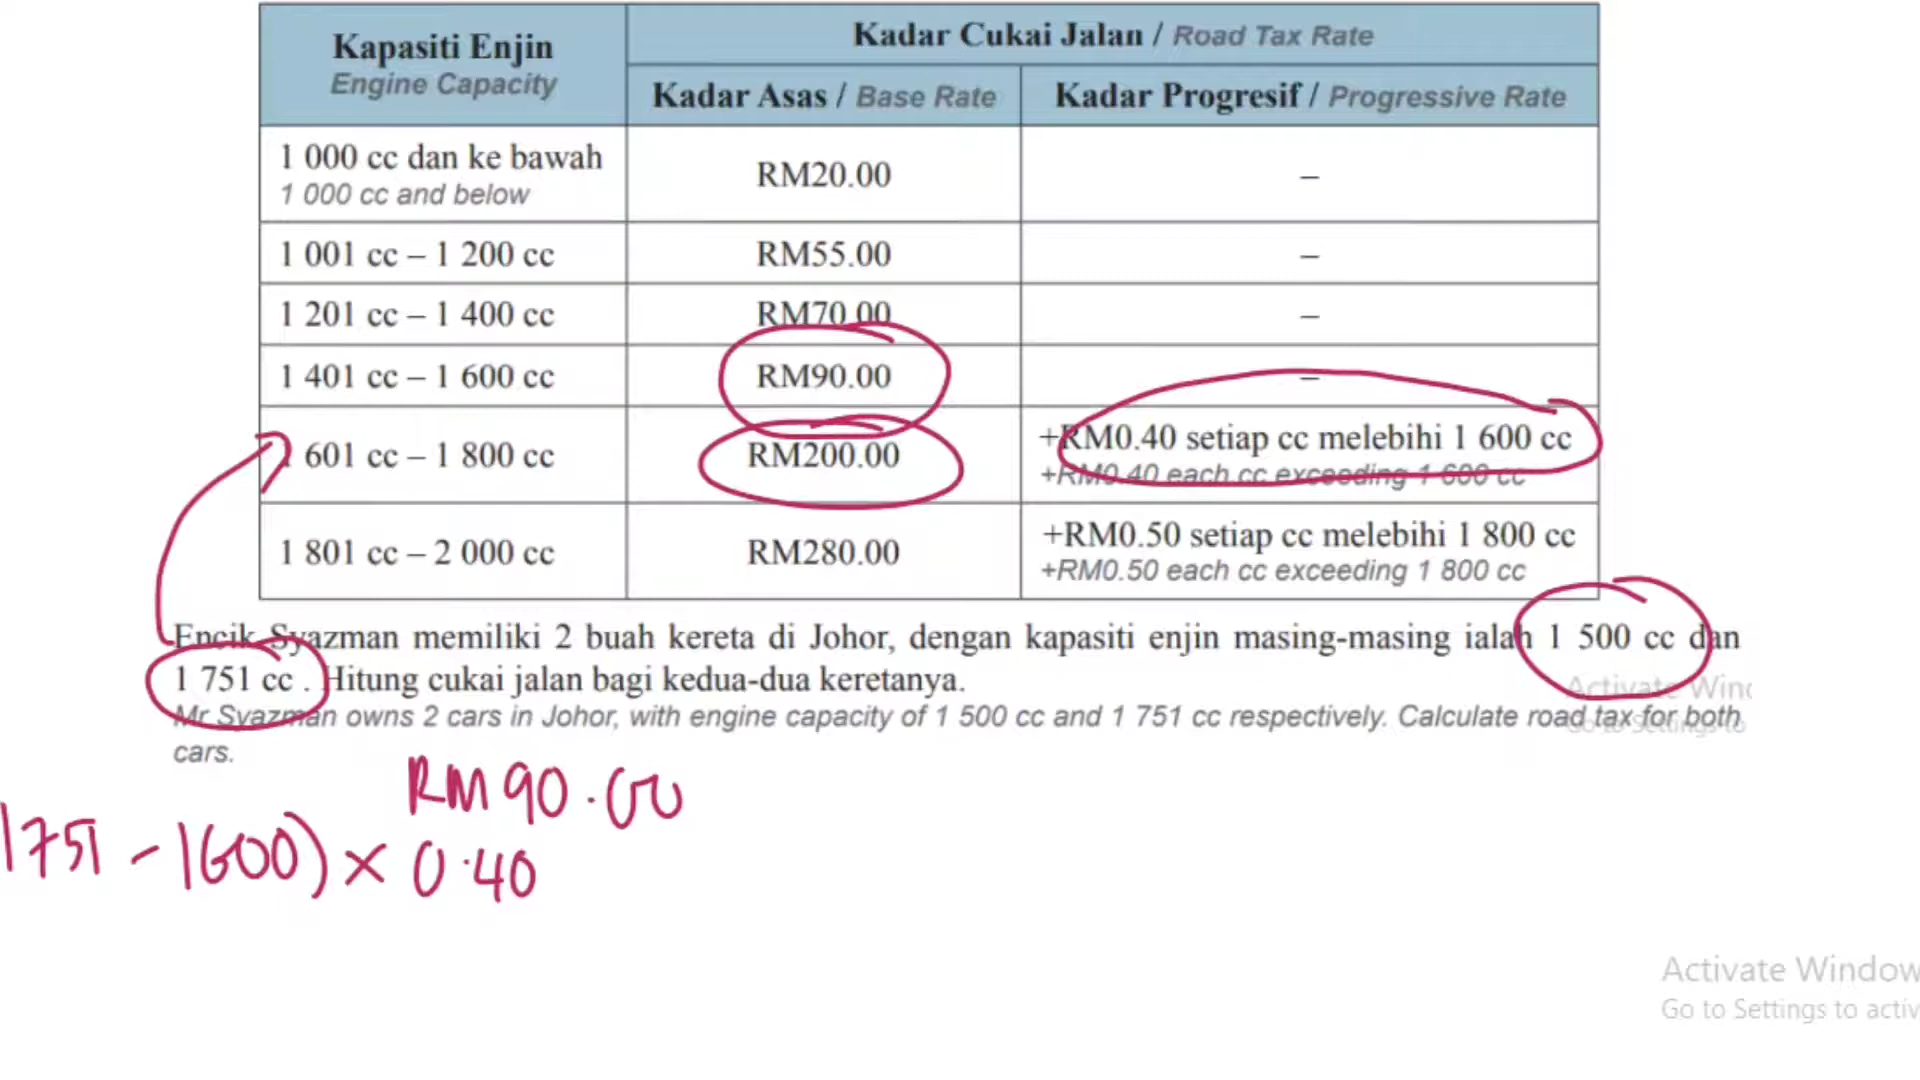 Kapasiti Enjin
Engine Capacity
Kadar Cukai Jalan / Road Tax Rate
Kadar Asas / Base Rate
Kadar Progresif / Progressive Rate
1 000 cc dan ke bawah
1 000 cc and below
RM20.00
–
1 001 cc – 1 200 cc
RM55.00
–
1 201 cc – 1 400 cc
RM70.00
–
1 401 cc – 1 600 cc
RM90.00
–
1 601 cc – 1 800 cc
RM200.00
+RM0.40 setiap cc melebihi 1 600 cc
+RM0.40 each cc exceeding 1 600 cc
1 801 cc – 2 000 cc
RM280.00
+RM0.50 setiap cc melebihi 1 800 cc
+RM0.50 each cc exceeding 1 800 cc
Encik Syazman memiliki 2 buah kereta di Johor, dengan kapasiti enjin masing-masing ialah 1 500 cc dan
1 751 cc . Hitung cukai jalan bagi kedua-dua keretanya.
Activate Wind
Mr Syazman owns 2 cars in Johor, with engine capacity of 1 500 cc and 1 751 cc respectively. Calculate road tax for both
Go to Settings to
cars.
RM90.00
1751 - 1600) × 0.40
Activate Window
Go to Settings to activ